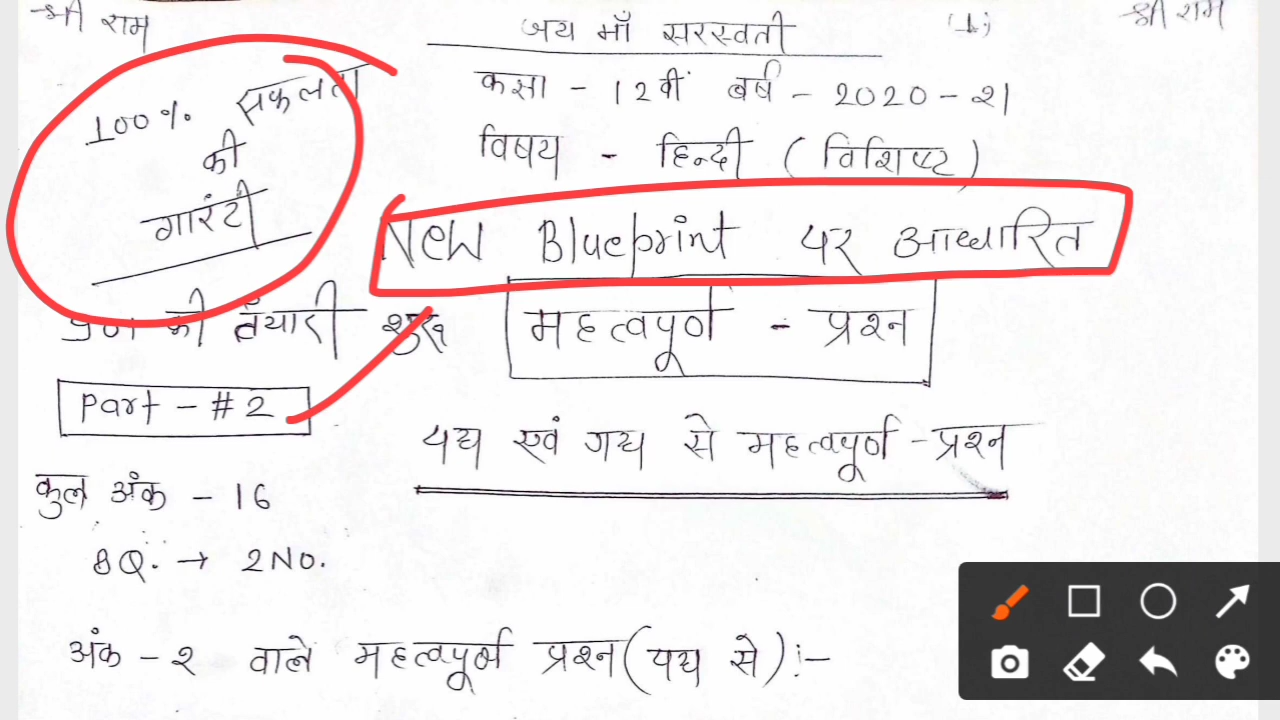 श्री राम
जय माँ सरस्वती
(1)
श्री राम
100% सफलता
की
गारंटी
कक्षा - 12वीं वर्ष - 2020-21
विषय - हिन्दी (विशिष्ट)
New Blueprint पर आधारित
की तैयारी शुरू
महत्वपूर्ण - प्रश्न
Part - #2
पद्य एवं गद्य से महत्वपूर्ण - प्रश्न
कुल अंक - 16
8Q. → 2NO.
अंक - २ वाले महत्वपूर्ण प्रश्न (पद्य से) :-